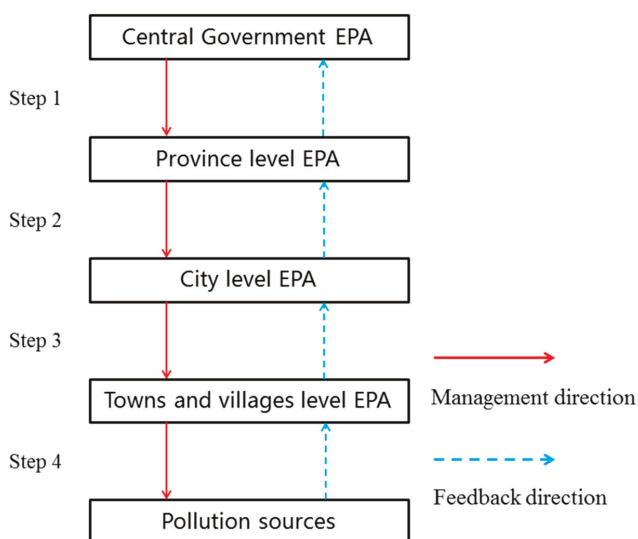 Central Government EPA
Step 1
Province level EPA
Step 2
City level EPA
Step 3
Towns and villages level EPA
Management direction
Step 4
Feedback direction
Pollution sources